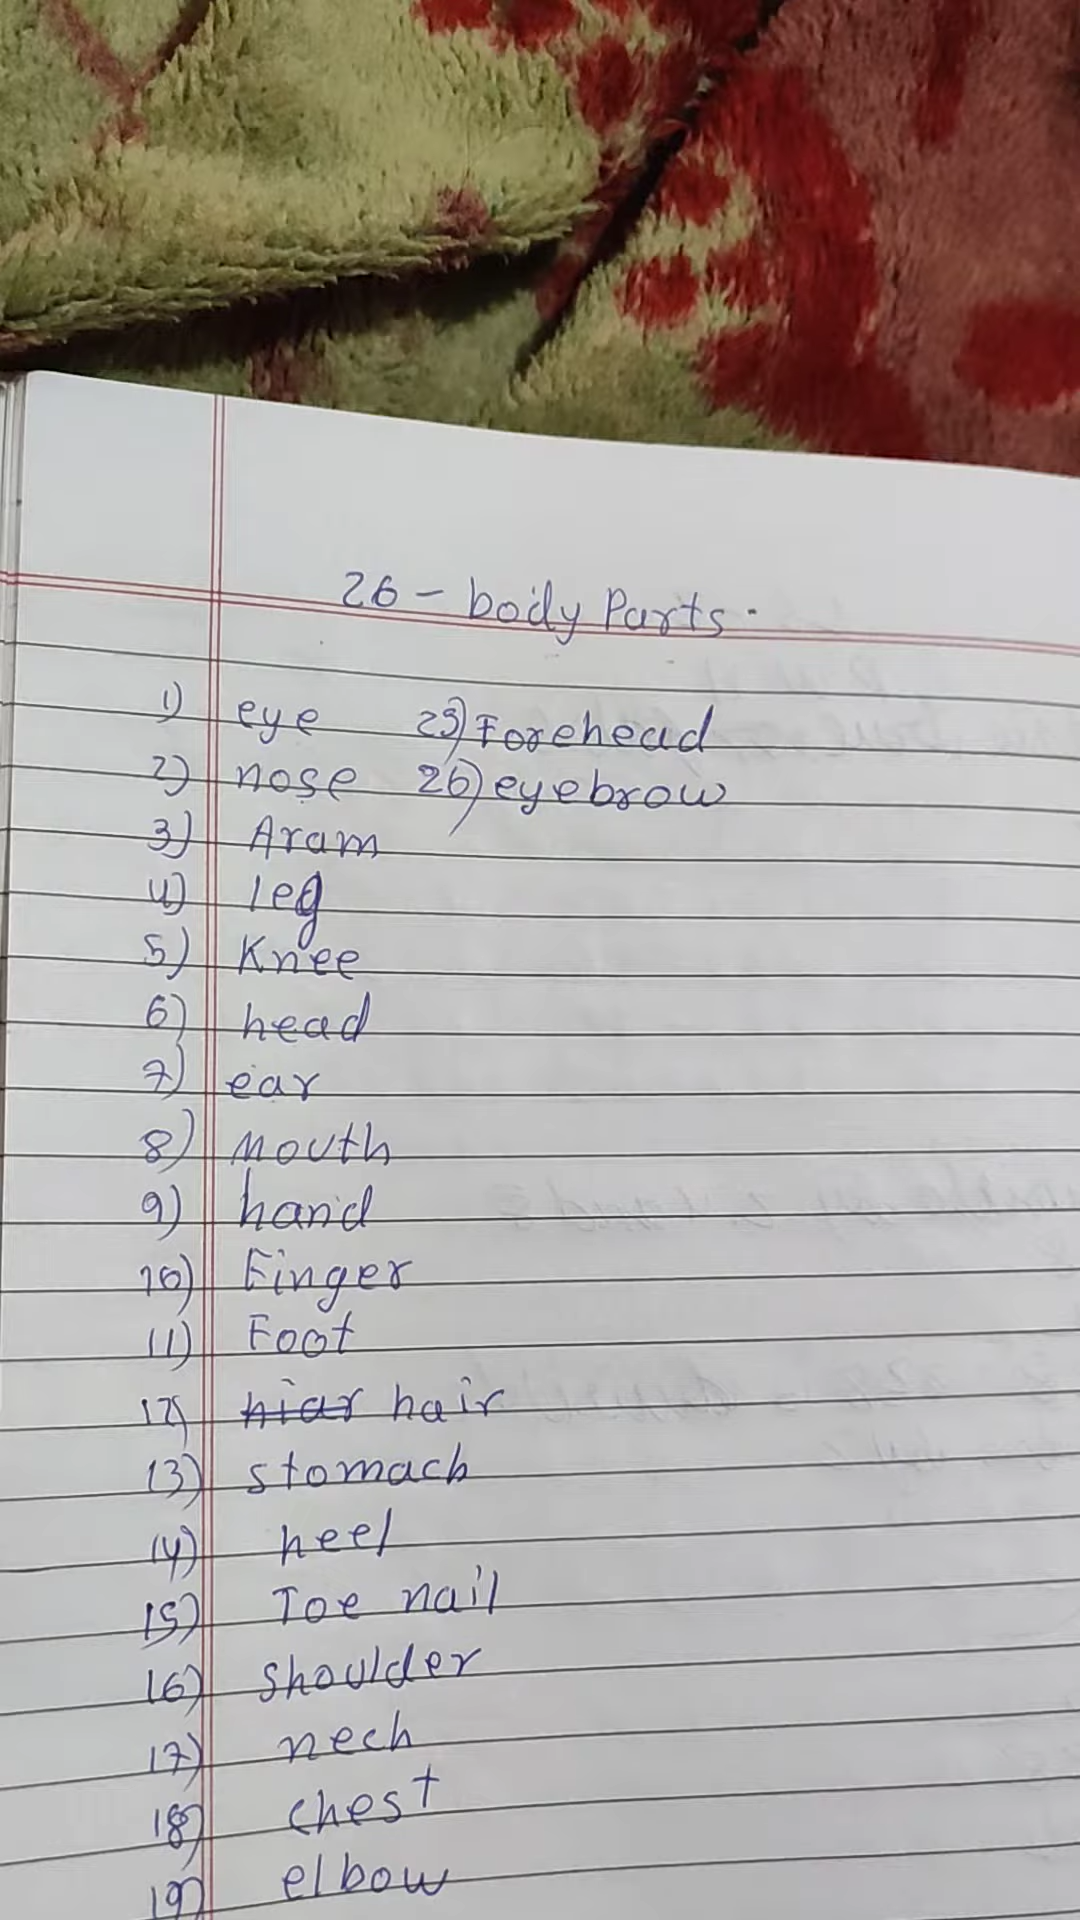 26 - body Parts.
1) eye 25) Forehead
2) nose 26) eyebrow
3) Aram
4) leg
5) Knee
6) head
7) ear
8) Mouth
9) hand
10) Finger
11) Foot
12) hiar hair
13) stomach
14) heel
15) Toe nail
16) shoulder
17) nech
18) chest
19) elbow